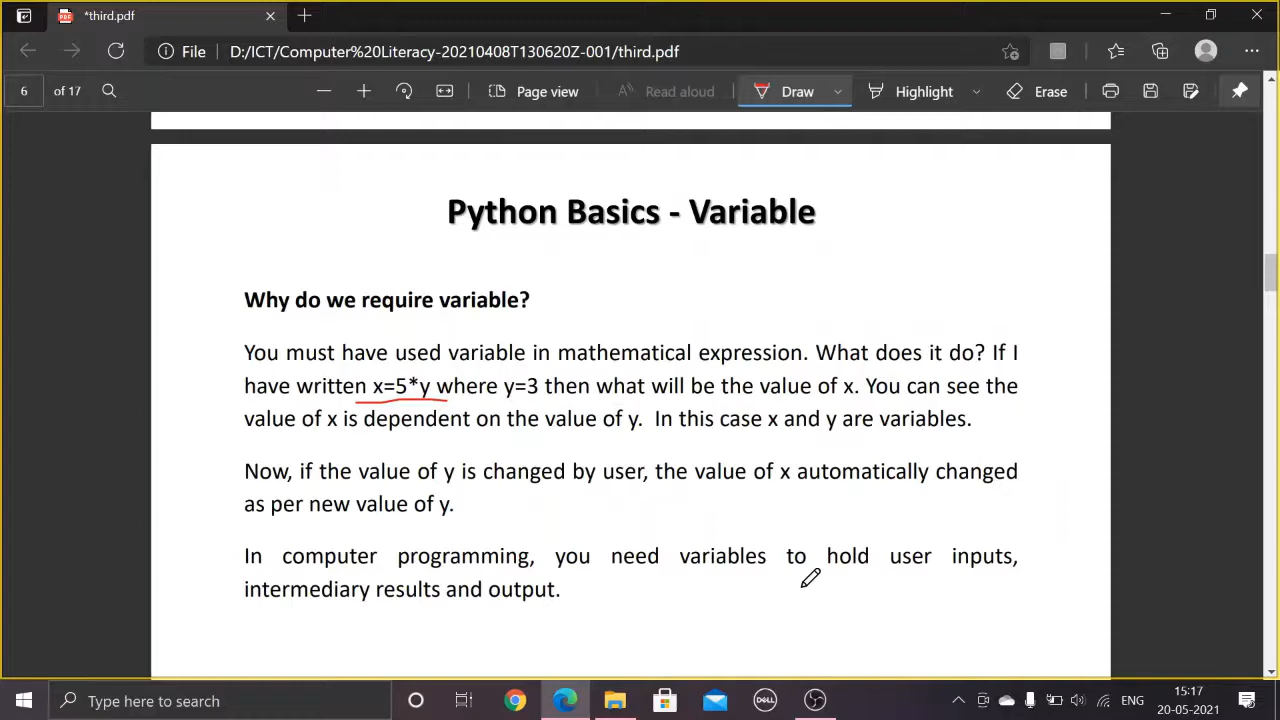 *third.pdf
File D:/ICT/Computer%20Literacy-20210408T130620Z-001/third.pdf
6 of 17 Page view Read aloud Draw Highlight Erase
Python Basics - Variable
Why do we require variable?
You must have used variable in mathematical expression. What does it do? If I
have written x=5*y where y=3 then what will be the value of x. You can see the
value of x is dependent on the value of y. In this case x and y are variables.
Now, if the value of y is changed by user, the value of x automatically changed
as per new value of y.
In computer programming, you need variables to hold user inputs,
intermediary results and output.
Type here to search
ENG
15:17
20-05-2021